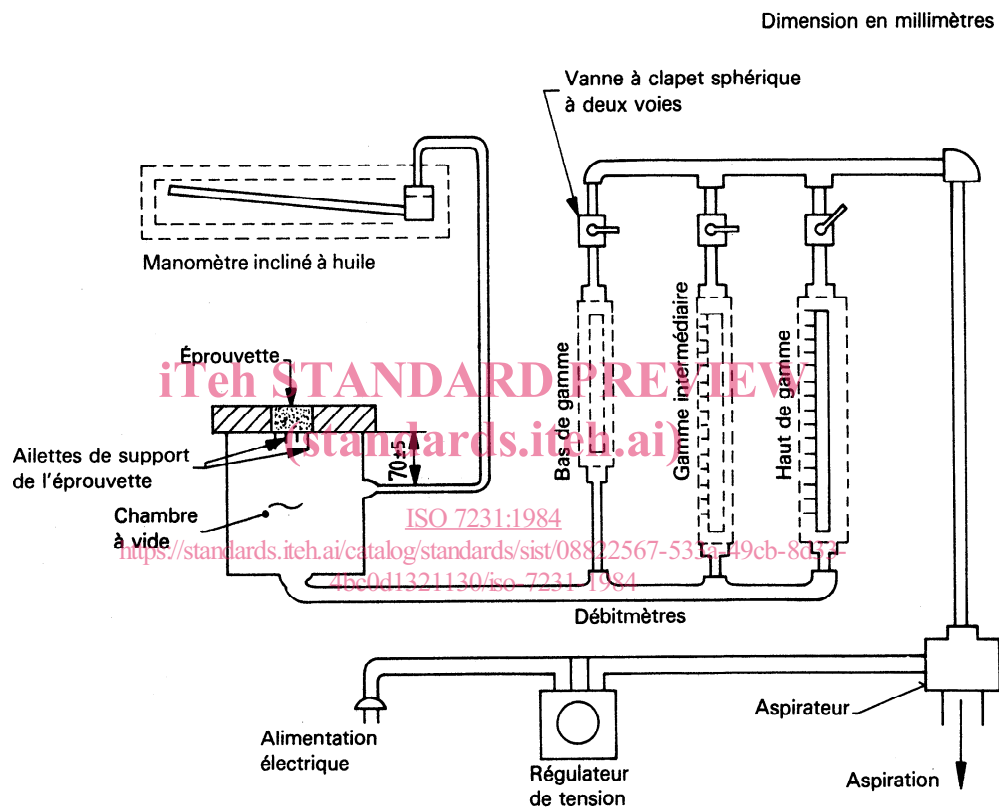 Dimension en millimètres
Vanne à clapet sphérique
à deux voies
Manomètre incliné à huile
Éprouvette
iTeh STANDARD PREVIEW
(standards.iteh.ai)
Ailettes de support
de l'éprouvette
70±5
Bas de gamme
Gamme intermédiaire
Haut de gamme
Chambre
à vide
ISO 7231:1984
https://standards.iteh.ai/catalog/standards/sist/08822567-533a-49cb-8d33-
4bc0d1321130/iso-7231-1984
Débitmètres
Aspirateur
Alimentation
électrique
Régulateur
de tension
Aspiration